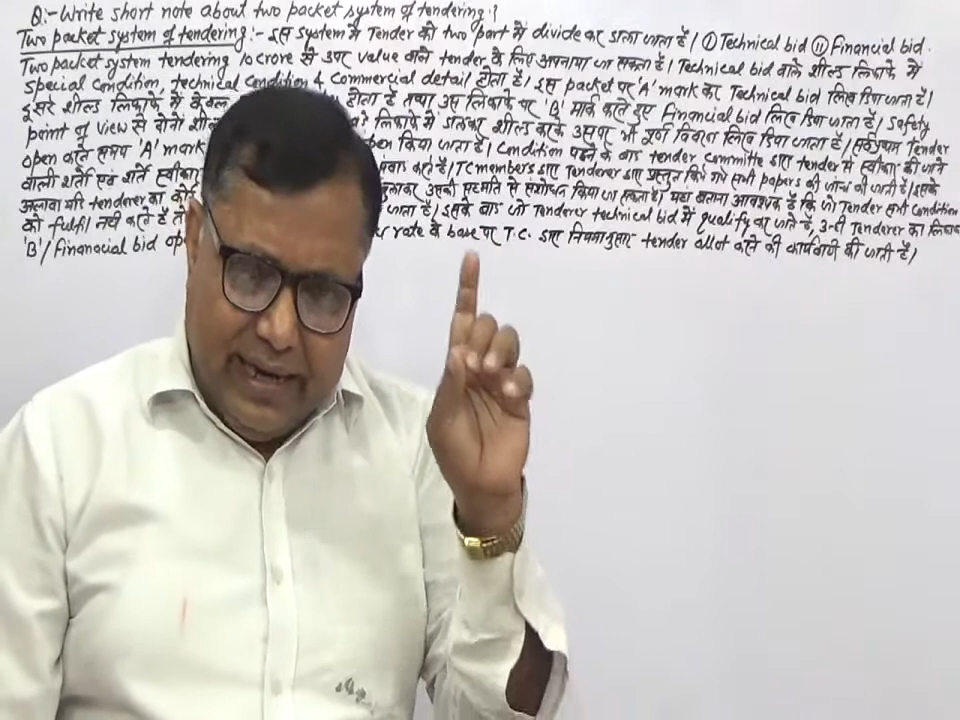 Q:- Write short note about two packet system of tendering?
Two packet system of tendering:- इस system में Tender को two part में divide कर डाला जाता है। ① Technical bid ⑪ Financial bid.
Two packet system tendering 10 crore से उपर value वाले tender के लिए अपनाया जा सकता है। Technical bid वाले शील्ड लिफाफे में
special condition, technical condition & commercial detail होता है। इस packet पर 'A' mark कर Technical bid लिख दिया जाता है।
दूसरे शील्ड लिफाफे में केवल होता है तथा उस लिफाफे पर 'B' मार्क करते हुए Financial bid लिख दिया जाता है। Safety
point of view से दोनो शील्ड लिफाफे में डालकर शील्ड करके उसपर भी पूर्ण विवरण लिख दिया जाता है। सर्वप्रथम Tender
open करते समय 'A' mark open किया जाता है। Condition पढने के बाद tender committe द्वारा tender में स्वीकार की जाने
वाली शर्तो एवं शर्ते करते है। TC members द्वारा Tenderer द्वारा प्रस्तुत किये गये सभी papers की जांच की जाती है। इसके
अलावा यदि tenderer का कोई बुलाकर उसकी सहमति से संशोधन किया जा सकता है। यहां बताना आवश्यक है कि जो Tender सभी Condition
को fulfil नही करते है जाता है। इसके बाद जो Tenderer technical bid में qualify कर जाते है, उन्ही Tenderer का लिफाफा
'B'/Financial bid rate के base पर T.C. द्वारा नियमानुसार tender allot करने की कार्यवाही की जाती है।